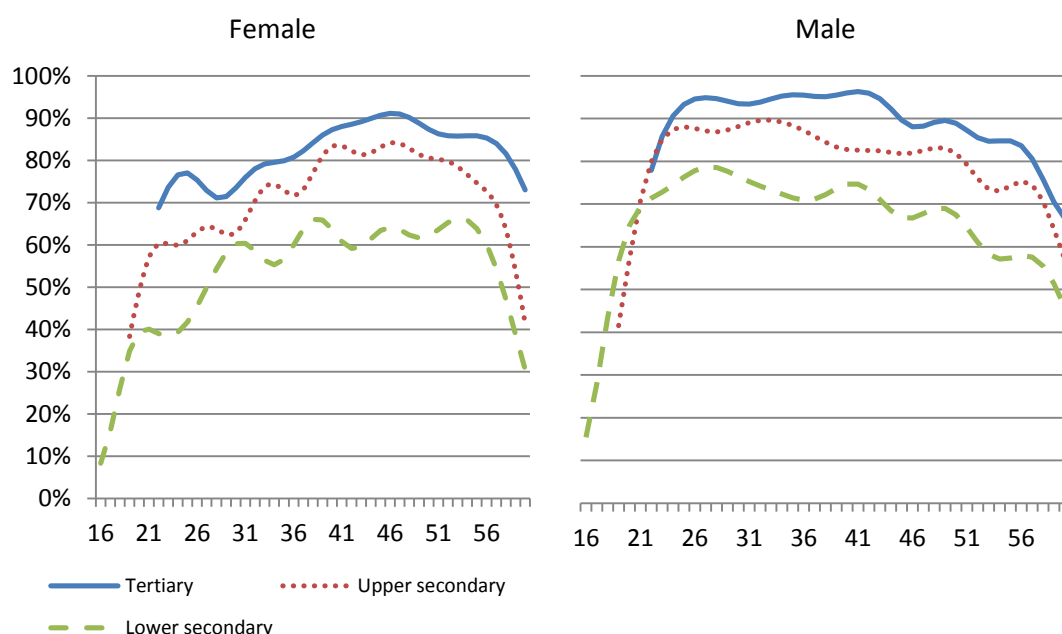 Female Male
100%
90%
80%
70%
60%
50%
40%
30%
20%
10%
0%
16 21 26 31 36 41 46 51 56 16 21 26 31 36 41 46 51 56
Tertiary Upper secondary
Lower secondary